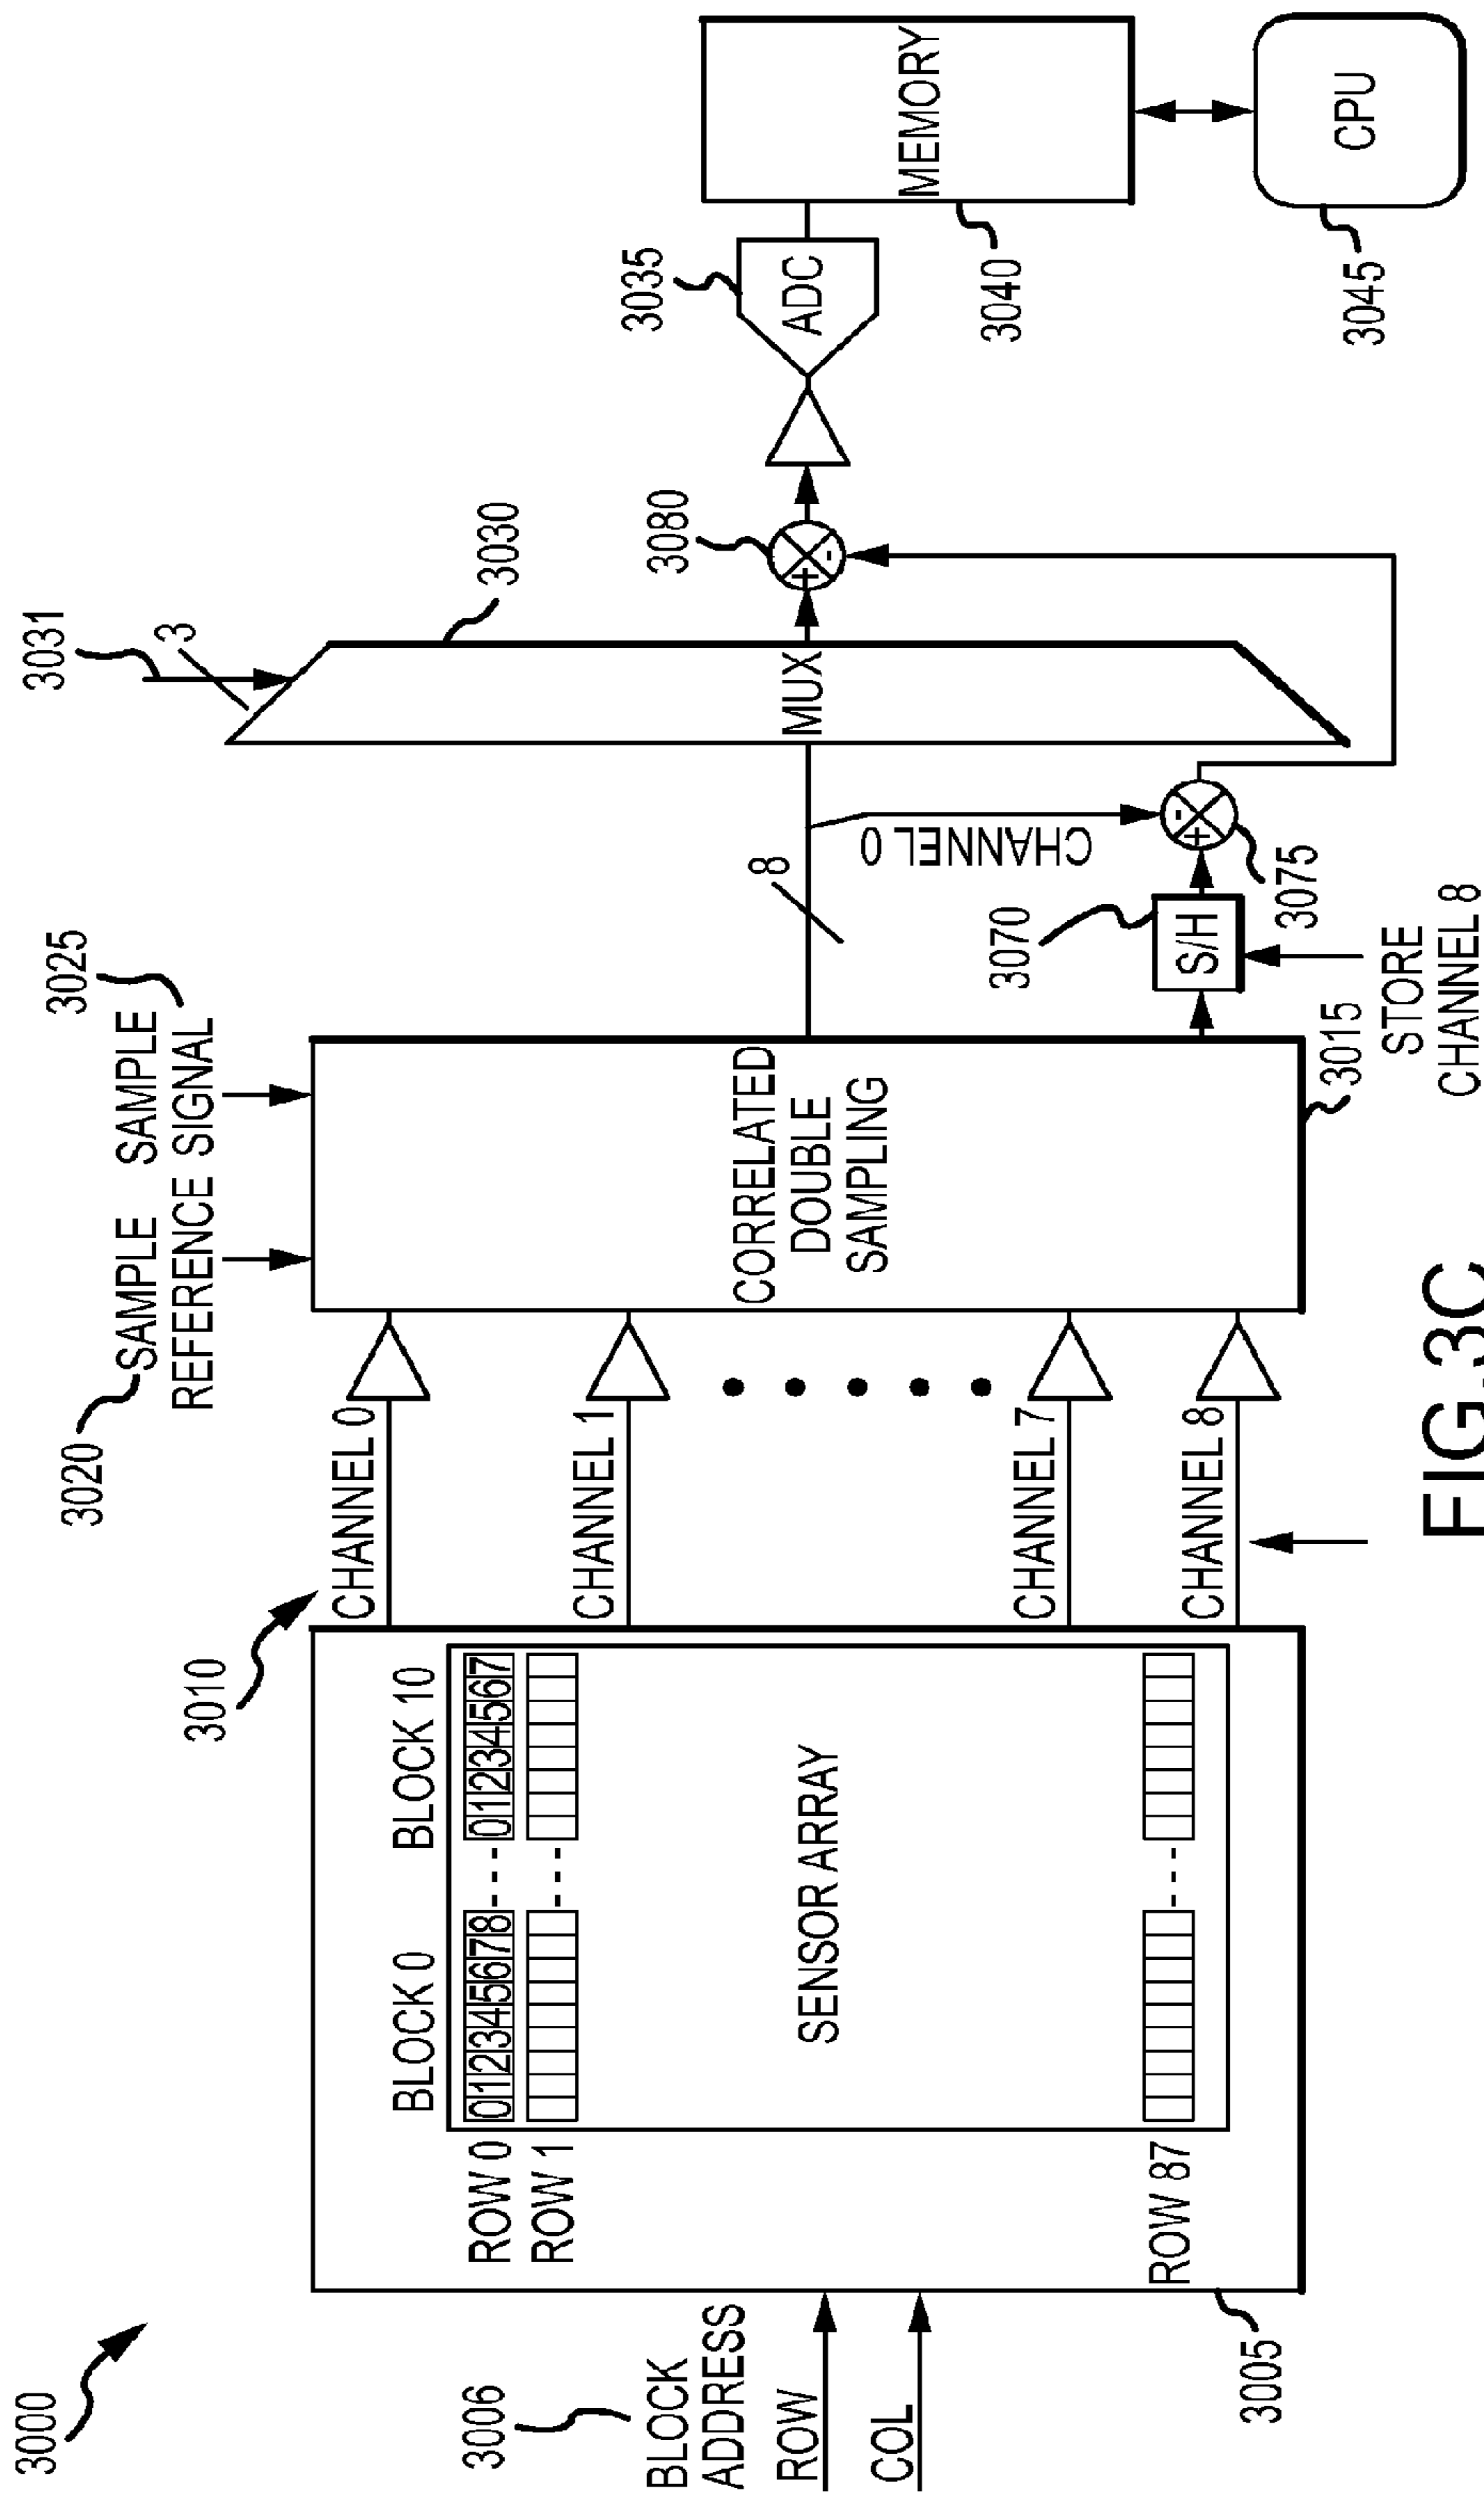 3000
3006
BLOCK
ADDRESS
ROW
COL
3005
BLOCK 0
BLOCK 10
ROW 0
012345678
01234567
ROW 1
SENSOR ARRAY
ROW 87
3010
CHANNEL 0
CHANNEL 1
CHANNEL 7
CHANNEL 8
3020
SAMPLE
REFERENCE
SAMPLE
SIGNAL
3025
CORRELATED
DOUBLE
SAMPLING
3015
8
CHANNEL 0
3070
S/H
STORE
CHANNEL 8
+
-
3075
3031
3
MUX
3030
3080
+
-
3035
ADC
MEMORY
3040
CPU
3045
FIG.3C